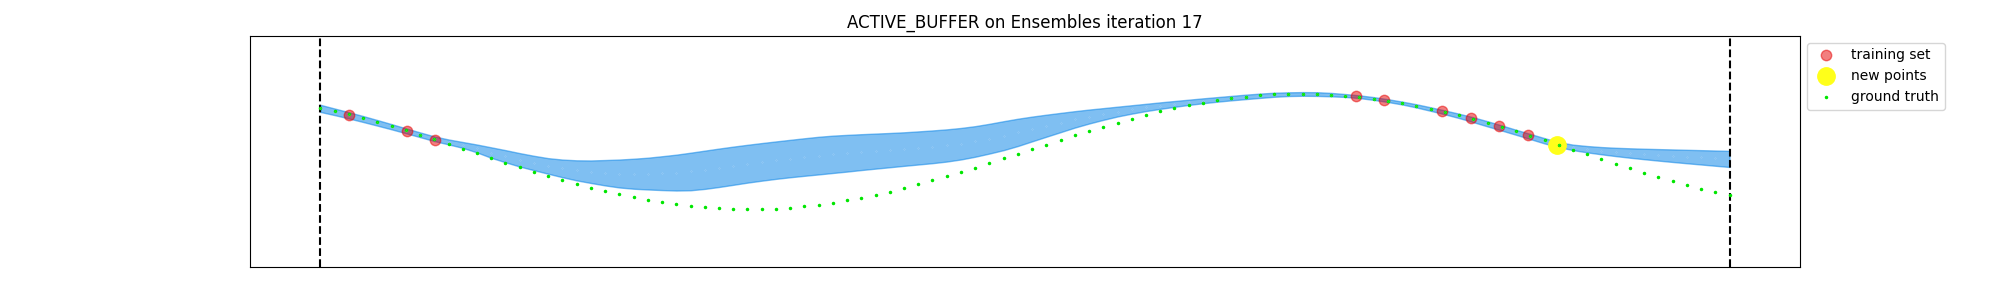 ACTIVE_BUFFER on Ensembles iteration 17
training set
new points
ground truth